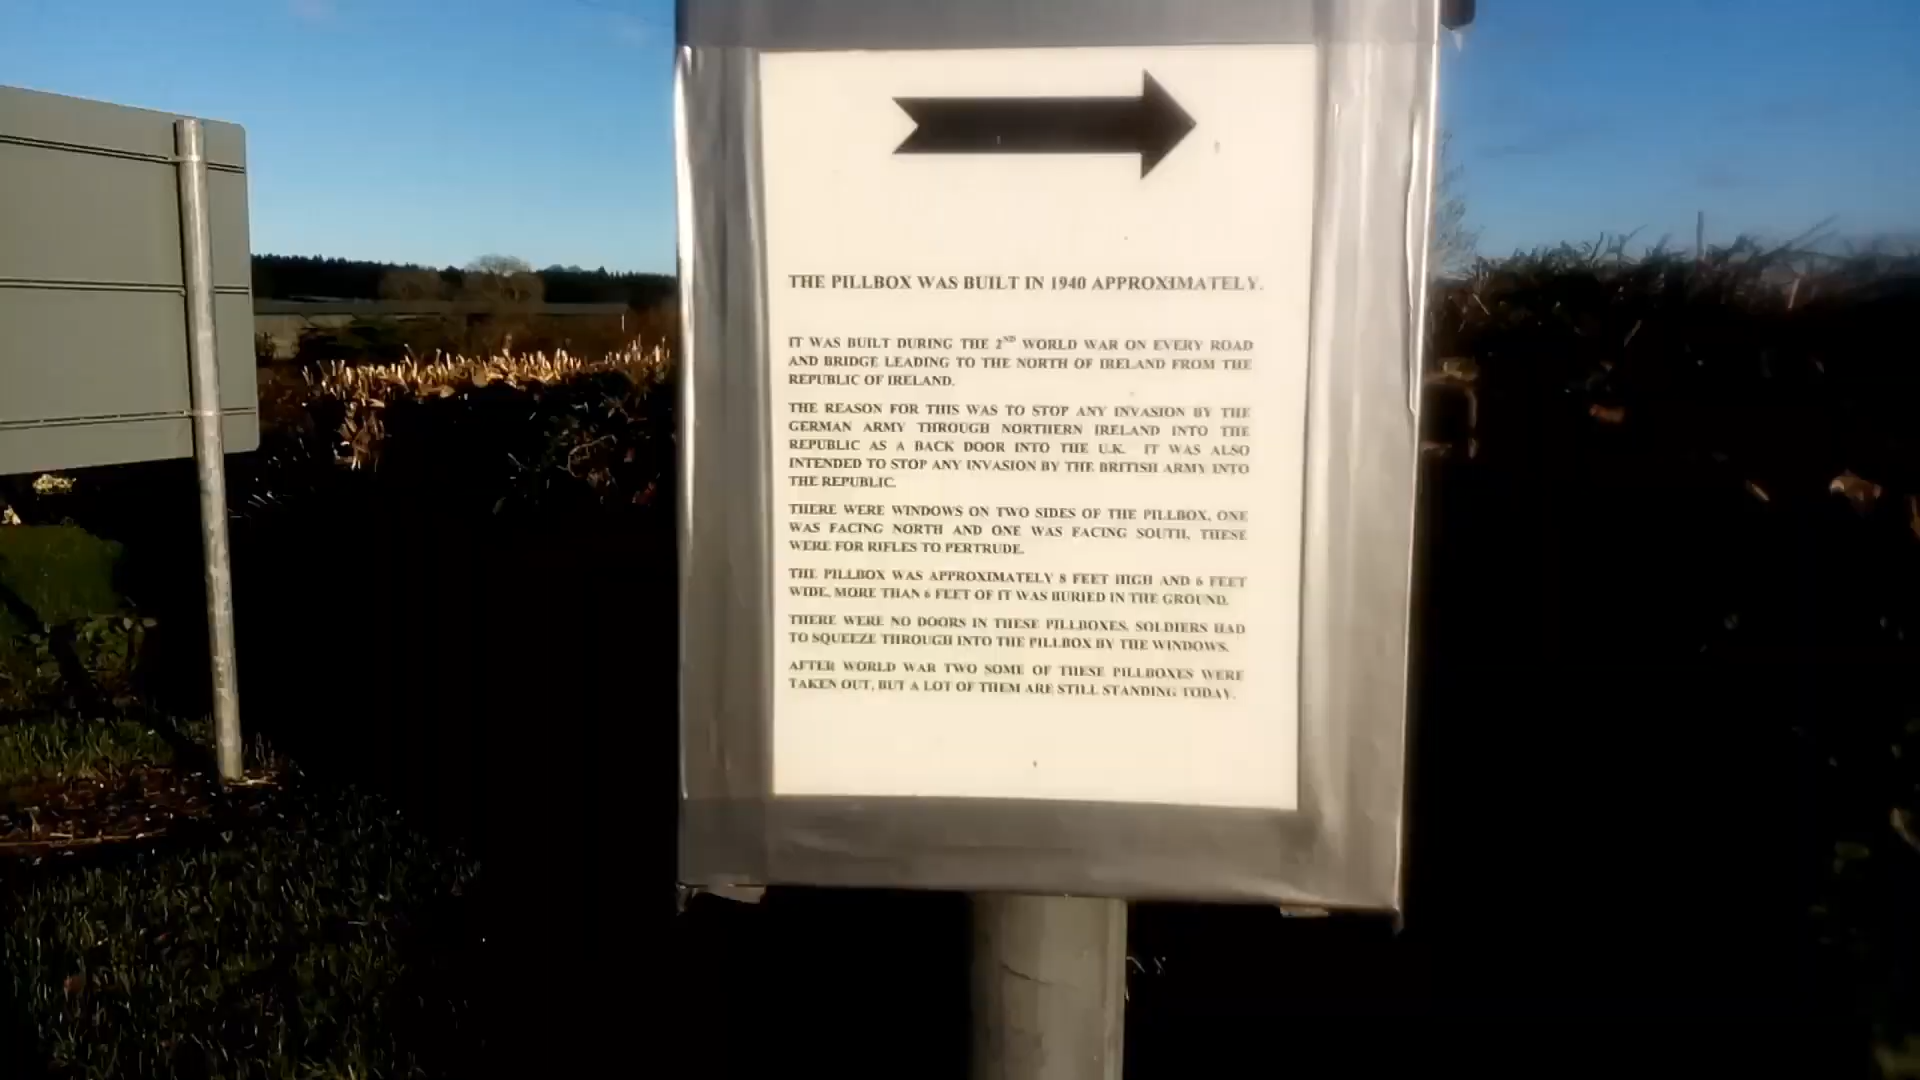 THE PILLBOX WAS BUILT IN 1940 APPROXIMATELY.
IT WAS BUILT DURING THE 2ND WORLD WAR ON EVERY ROAD
AND BRIDGE LEADING TO THE NORTH OF IRELAND FROM THE
REPUBLIC OF IRELAND.
THE REASON FOR THIS WAS TO STOP ANY INVASION BY THE
GERMAN ARMY THROUGH NORTHERN IRELAND INTO THE
REPUBLIC AS A BACK DOOR INTO THE U.K. IT WAS ALSO
INTENDED TO STOP ANY INVASION BY THE BRITISH ARMY INTO
THE REPUBLIC.
THERE WERE WINDOWS ON TWO SIDES OF THE PILLBOX, ONE
WAS FACING NORTH AND ONE WAS FACING SOUTH, THESE
WERE FOR RIFLES TO PERTRUDE.
THE PILLBOX WAS APPROXIMATELY 8 FEET HIGH AND 6 FEET
WIDE, MORE THAN 6 FEET OF IT WAS BURIED IN THE GROUND.
THERE WERE NO DOORS IN THESE PILLBOXES, SOLDIERS HAD
TO SQUEEZE THROUGH INTO THE PILLBOX BY THE WINDOWS.
AFTER WORLD WAR TWO SOME OF THESE PILLBOXES WERE
TAKEN OUT, BUT A LOT OF THEM ARE STILL STANDING TODAY.